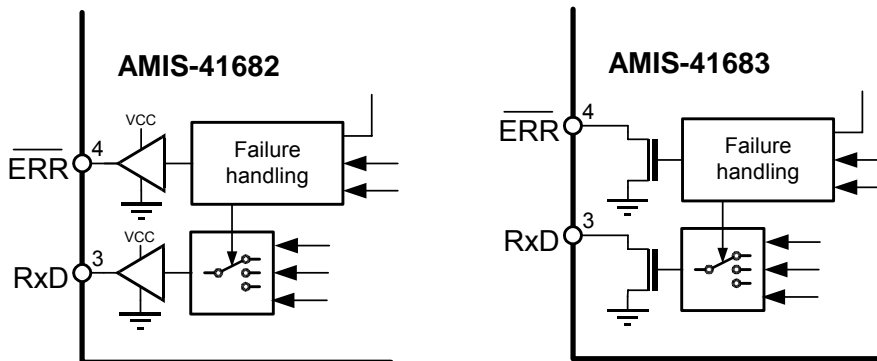 AMIS-41682
VCC
4
ERR
Failure
handling
VCC
3
RxD
AMIS-41683
4
ERR
Failure
handling
3
RxD